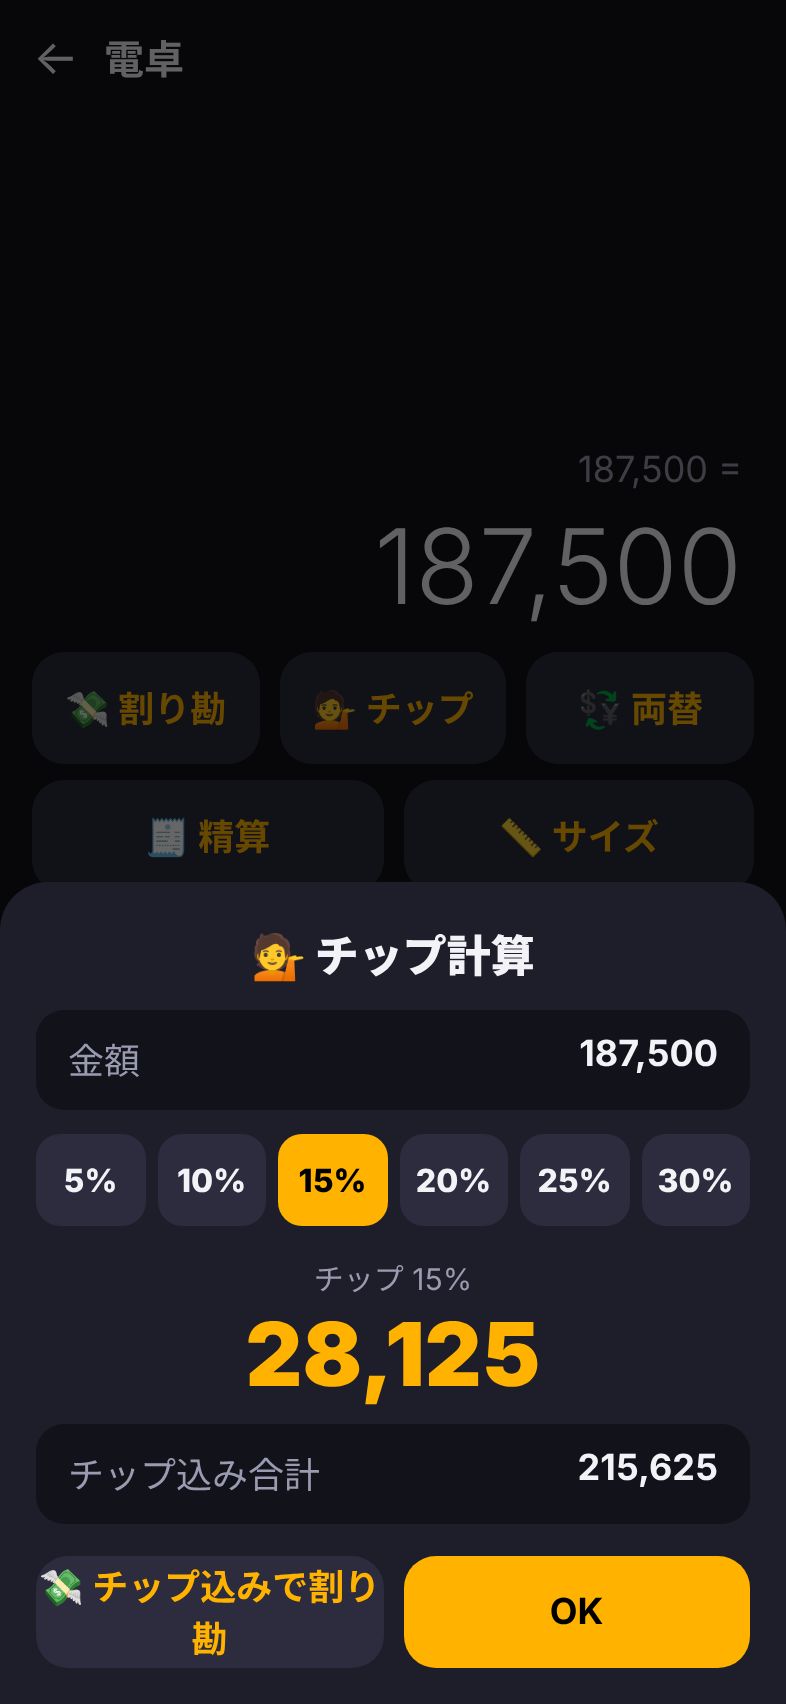 電卓
187,500 =
187,500
割り勘
チップ
両替
精算
サイズ
チップ計算
金額
187,500
5%
10%
15%
20%
25%
30%
チップ 15%
28,125
チップ込み合計
215,625
チップ込みで割り
勘
OK